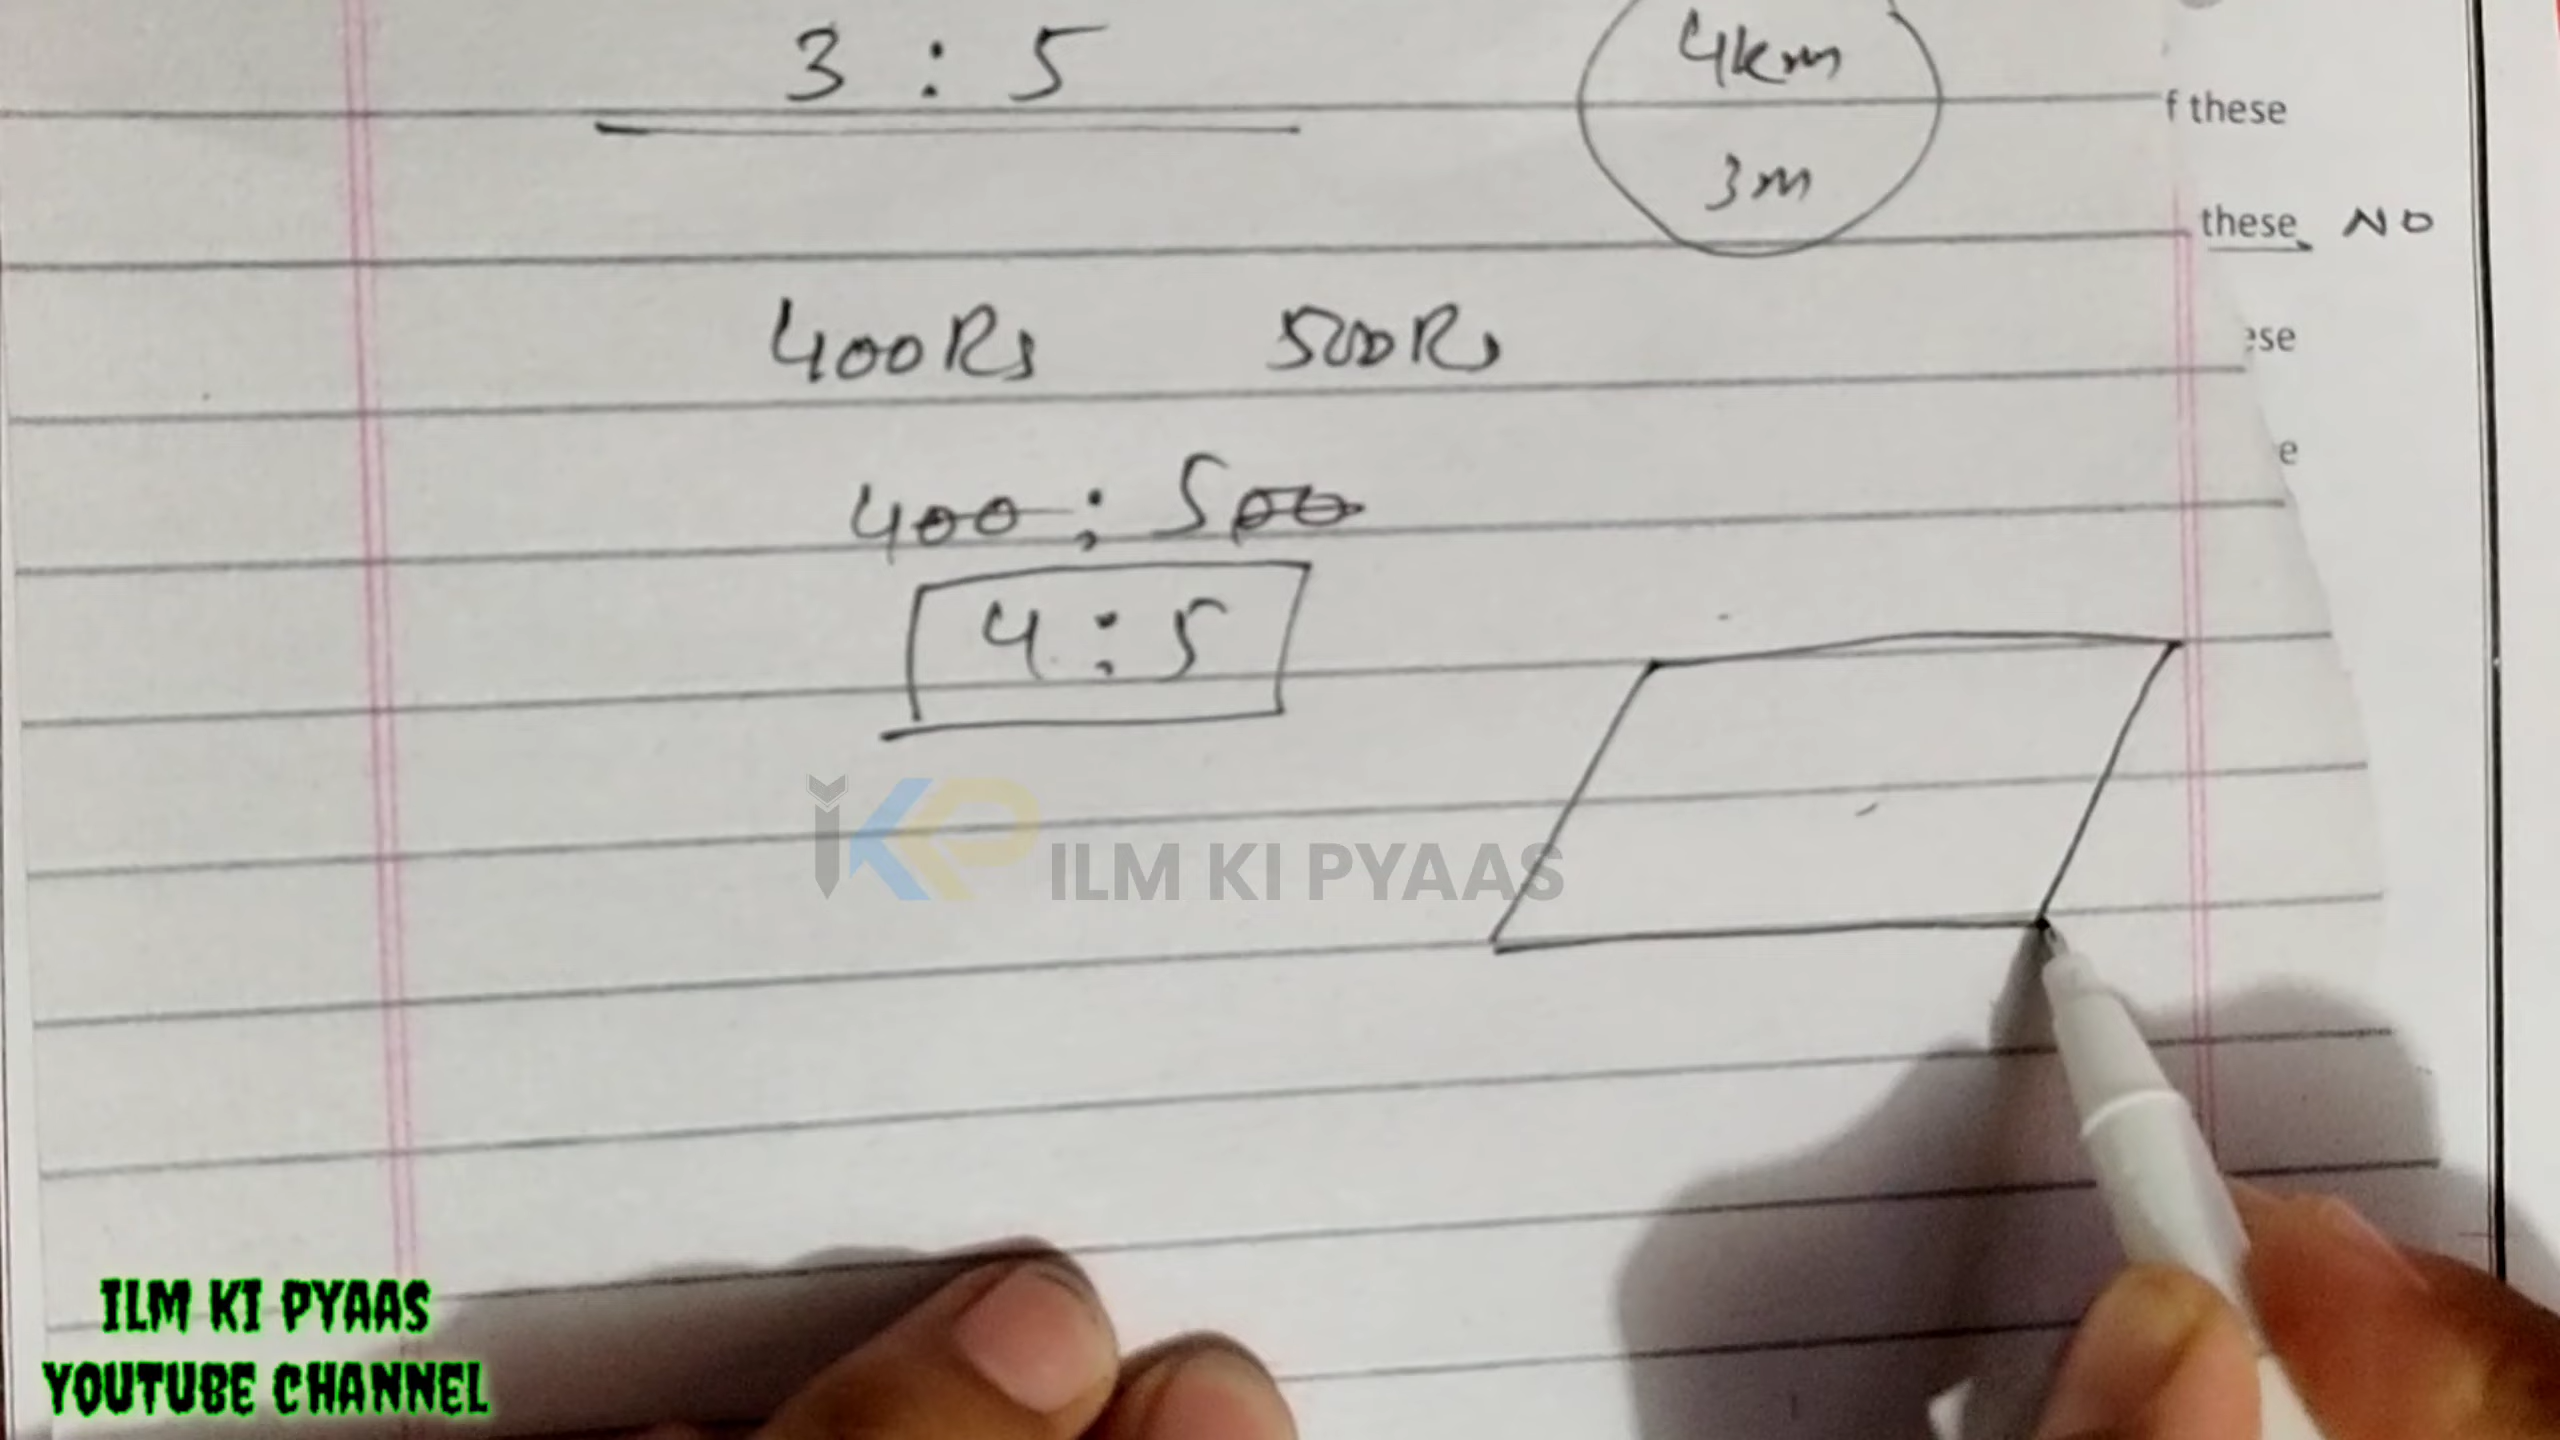 3 : 5
4km
3m
f these
these NO
400Rs 500Rs
ese
400 : 500
e
4 : 5
IKP ILM KI PYAAS
ILM KI PYAAS
YOUTUBE CHANNEL